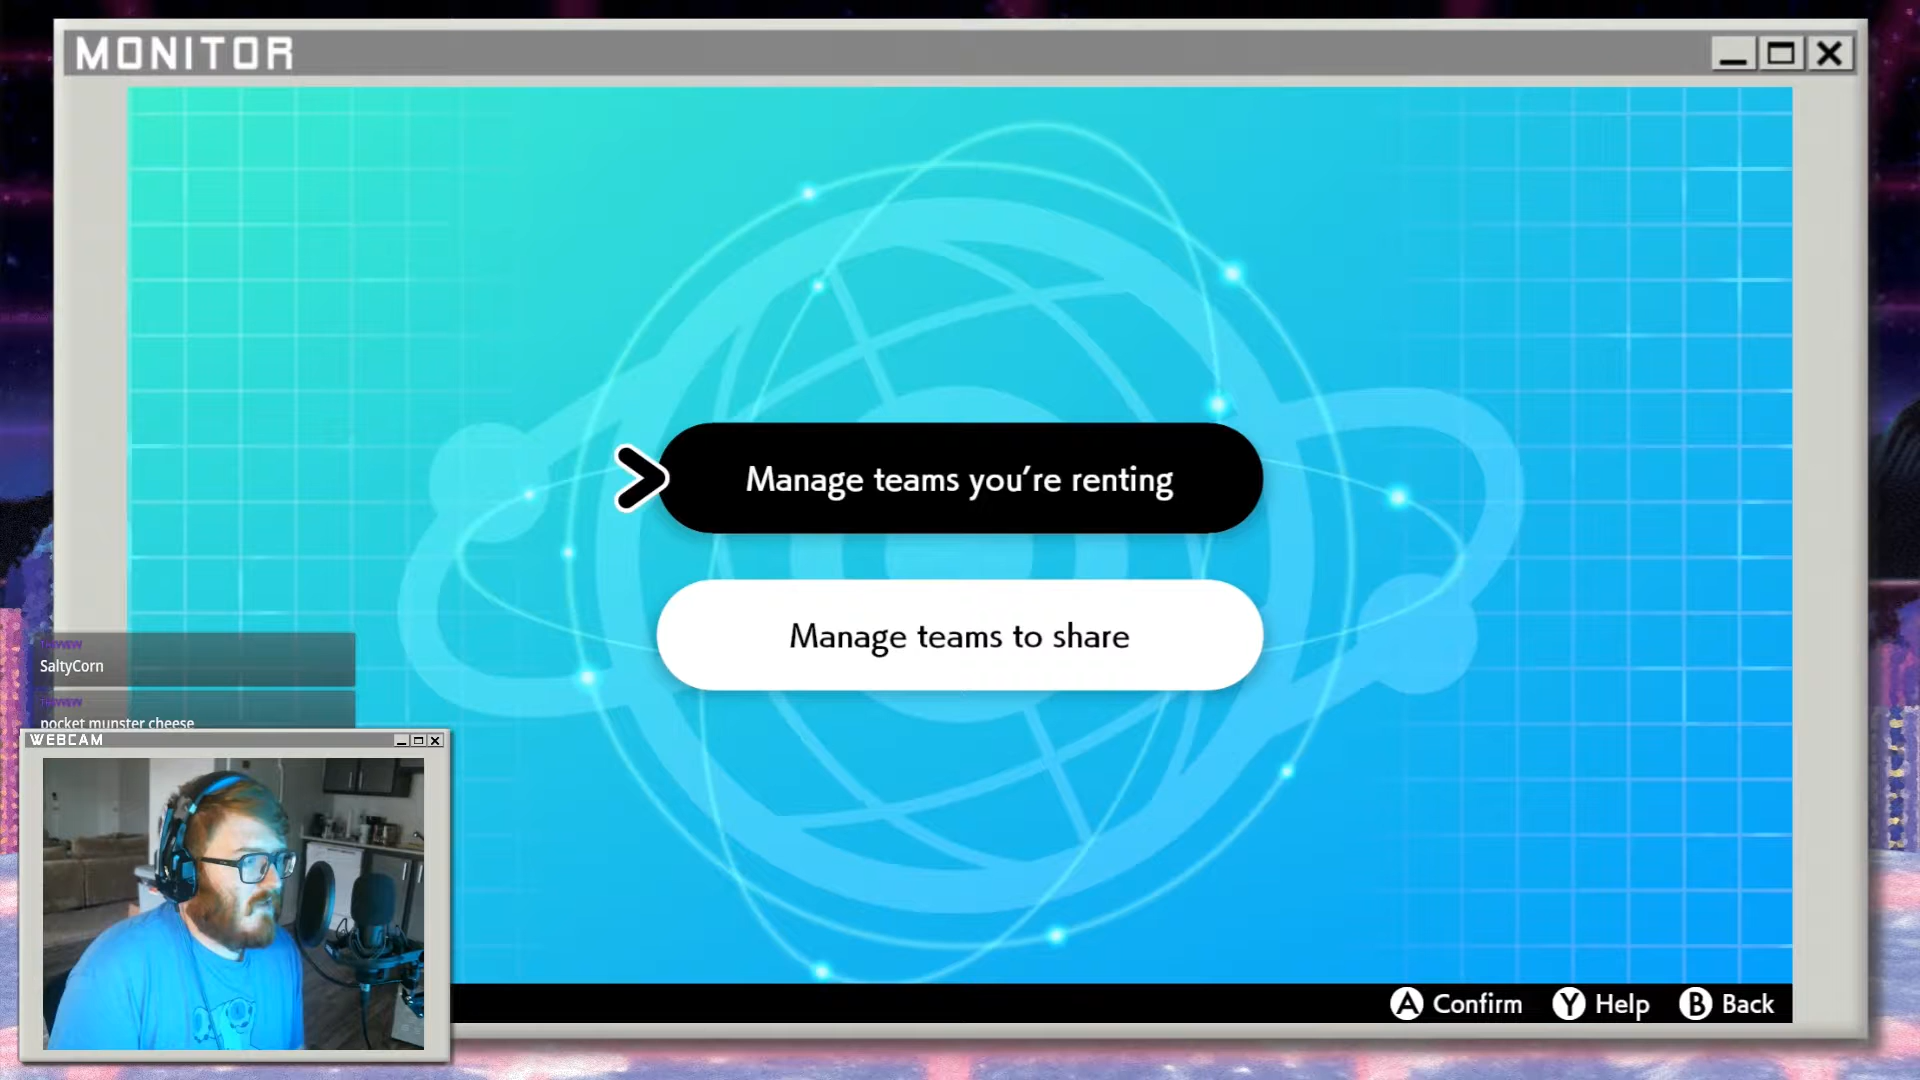 MONITOR
Manage teams you're renting
Manage teams to share
SaltyCorn
pocket munster cheese
WEBCAM
A Confirm Y Help B Back